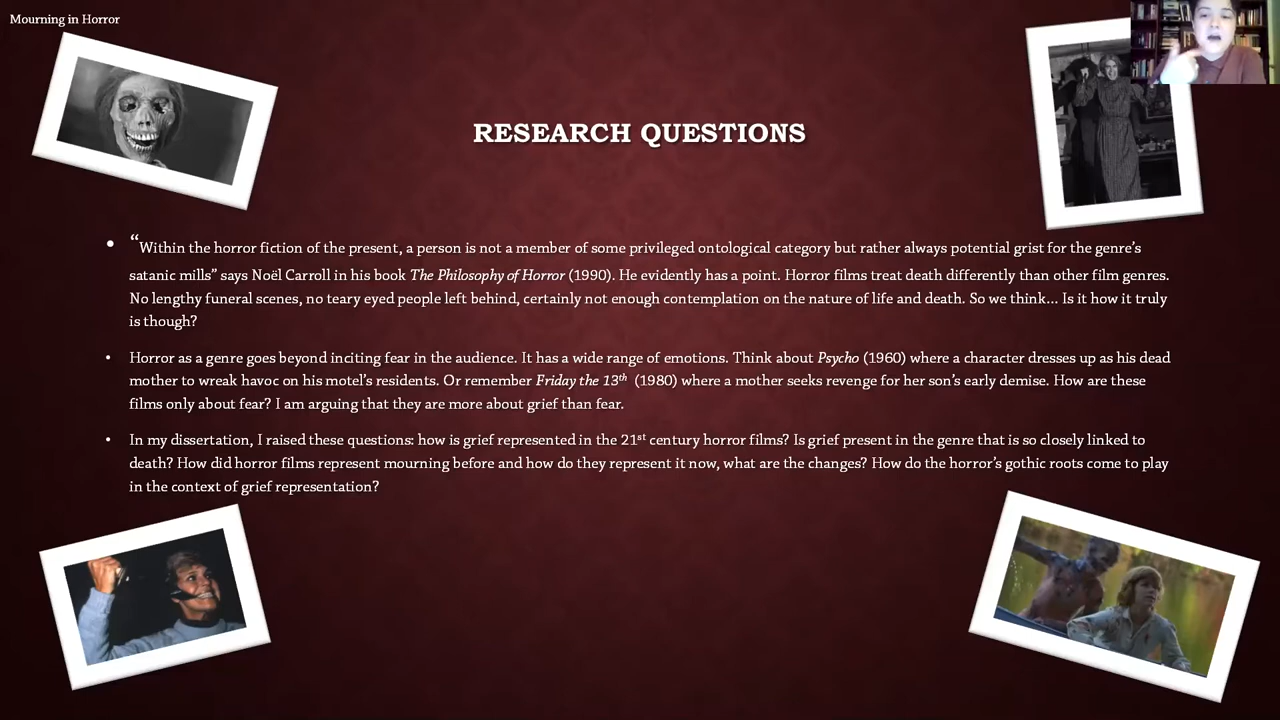 Mourning in Horror
RESEARCH QUESTIONS
• “Within the horror fiction of the present, a person is not a member of some privileged ontological category but rather always potential grist for the genre’s
satanic mills” says Noël Carroll in his book The Philosophy of Horror (1990). He evidently has a point. Horror films treat death differently than other film genres.
No lengthy funeral scenes, no teary eyed people left behind, certainly not enough contemplation on the nature of life and death. So we think... Is it how it truly
is though?
• Horror as a genre goes beyond inciting fear in the audience. It has a wide range of emotions. Think about Psycho (1960) where a character dresses up as his dead
mother to wreak havoc on his motel’s residents. Or remember Friday the 13th (1980) where a mother seeks revenge for her son’s early demise. How are these
films only about fear? I am arguing that they are more about grief than fear.
• In my dissertation, I raised these questions: how is grief represented in the 21st century horror films? Is grief present in the genre that is so closely linked to
death? How did horror films represent mourning before and how do they represent it now, what are the changes? How do the horror’s gothic roots come to play
in the context of grief representation?